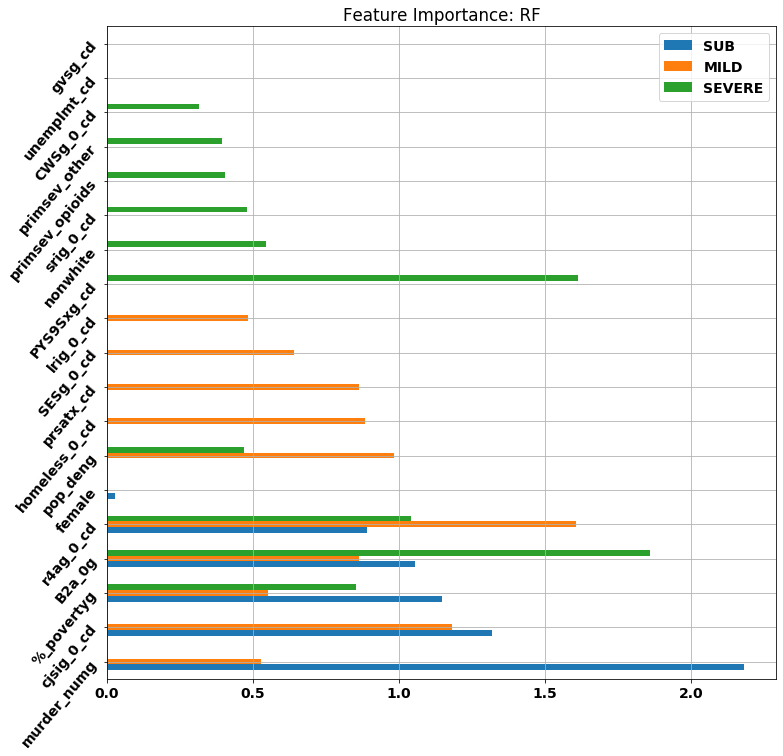 Feature Importance: RF
SUB
MILD
SEVERE
gvsg_cd
unemplmt_cd
CWSg_0_cd
primsev_other
primsev_opioids
srig_0_cd
nonwhite
PYS9Sxg_cd
lrig_0_cd
SESg_0_cd
prsatx_cd
homeless_0_cd
pop_deng
female
r4ag_0_cd
B2a_0g
%_povertyg
cjsig_0_cd
murder_numg
0.0 0.5 1.0 1.5 2.0